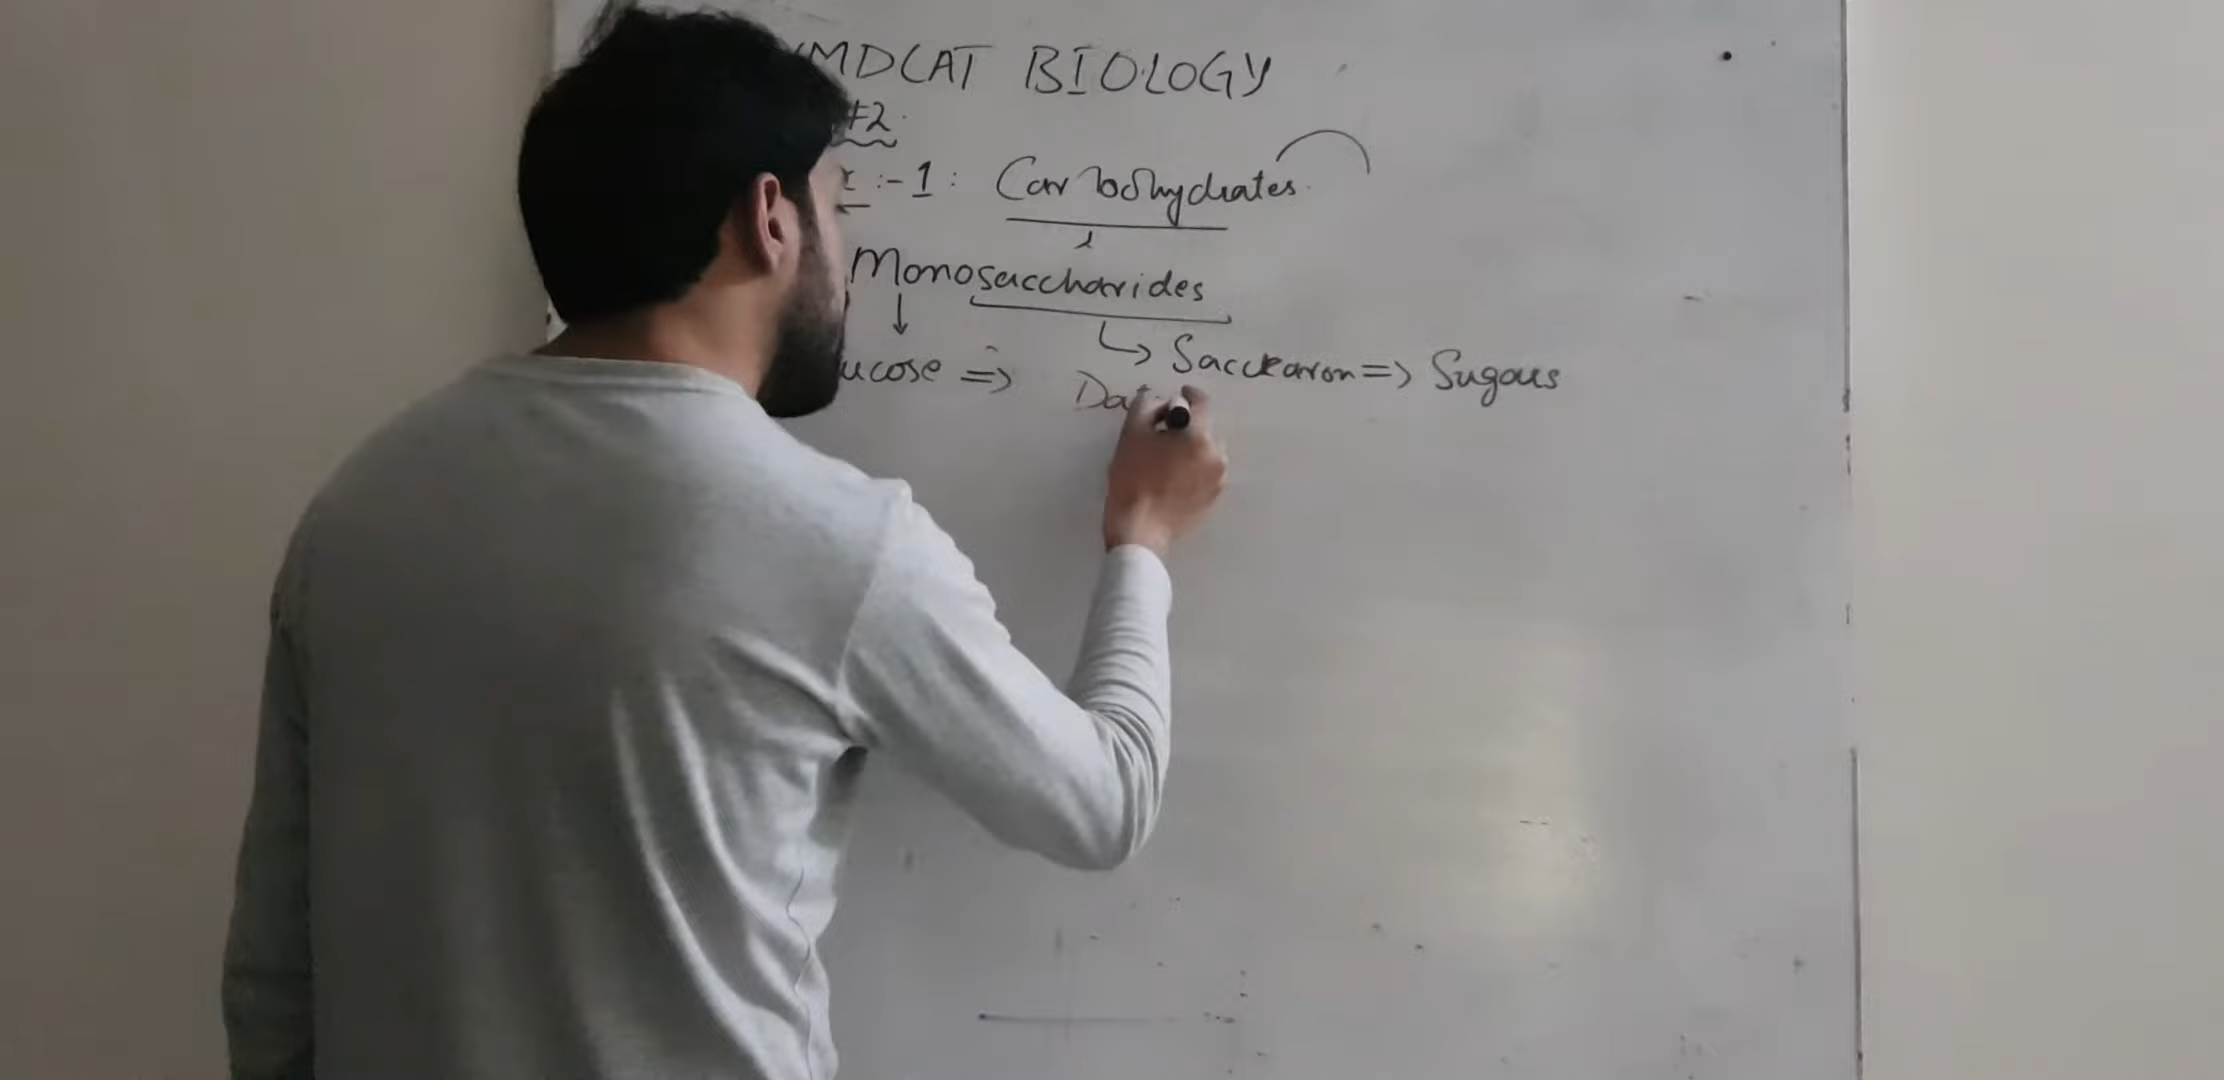 MDCAT BIOLOGY
#2
:-1: Carbohydrates
Monosaccharides
↳ Saccharon => Sugars
ucose =>
Dat